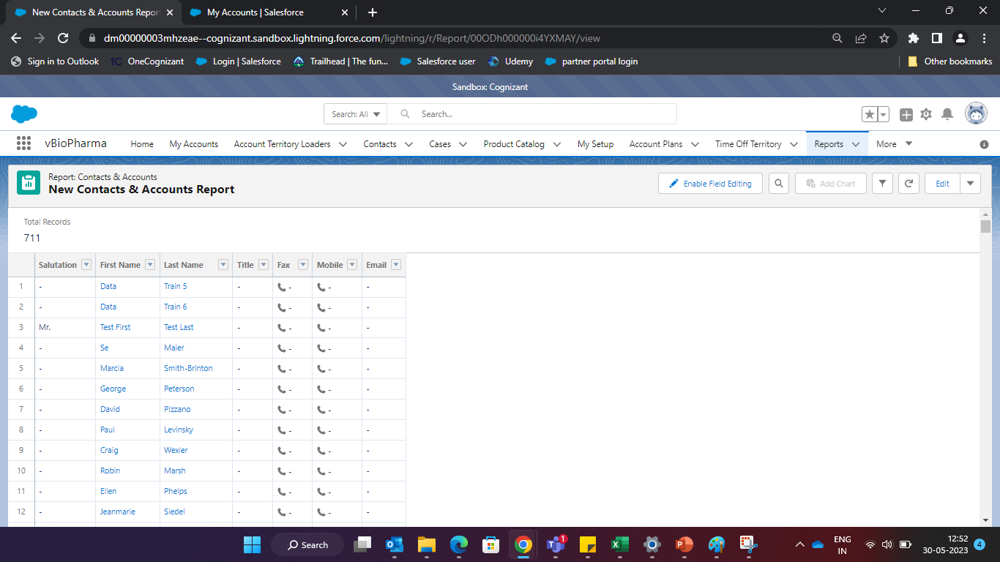 New Contacts & Accounts Repor
My Accounts | Salesforce
dm00000003mhzeae--cognizant.sandbox.lightning.force.com/lightning/r/Report/00ODh000000i4YXMAY/view
Sign in to Outlook 1C OneCognizant Login | Salesforce Trailhead | The fun... Salesforce user Udemy partner portal login Other bookmarks
Sandbox: Cognizant
Search: All Search...
vBioPharma Home My Accounts Account Territory Loaders Contacts Cases Product Catalog My Setup Account Plans Time Off Territory Reports More
Report: Contacts & Accounts
New Contacts & Accounts Report
Enable Field Editing Add Chart Edit
Total Records
711
Salutation First Name Last Name Title Fax Mobile Email
1 - Data Train 5 - - - -
2 - Data Train 6 - - - -
3 Mr. Test First Test Last - - - -
4 - Se Maier - - - -
5 - Marcia Smith-Brinton - - - -
6 - George Peterson - - - -
7 - David Pizzano - - - -
8 - Paul Levinsky - - - -
9 - Craig Wexler - - - -
10 - Robin Marsh - - - -
11 - Ellen Phelps - - - -
12 - Jeanmarie Siedel - - - -
Search 1 ENG 12:52
IN 30-05-2023 4